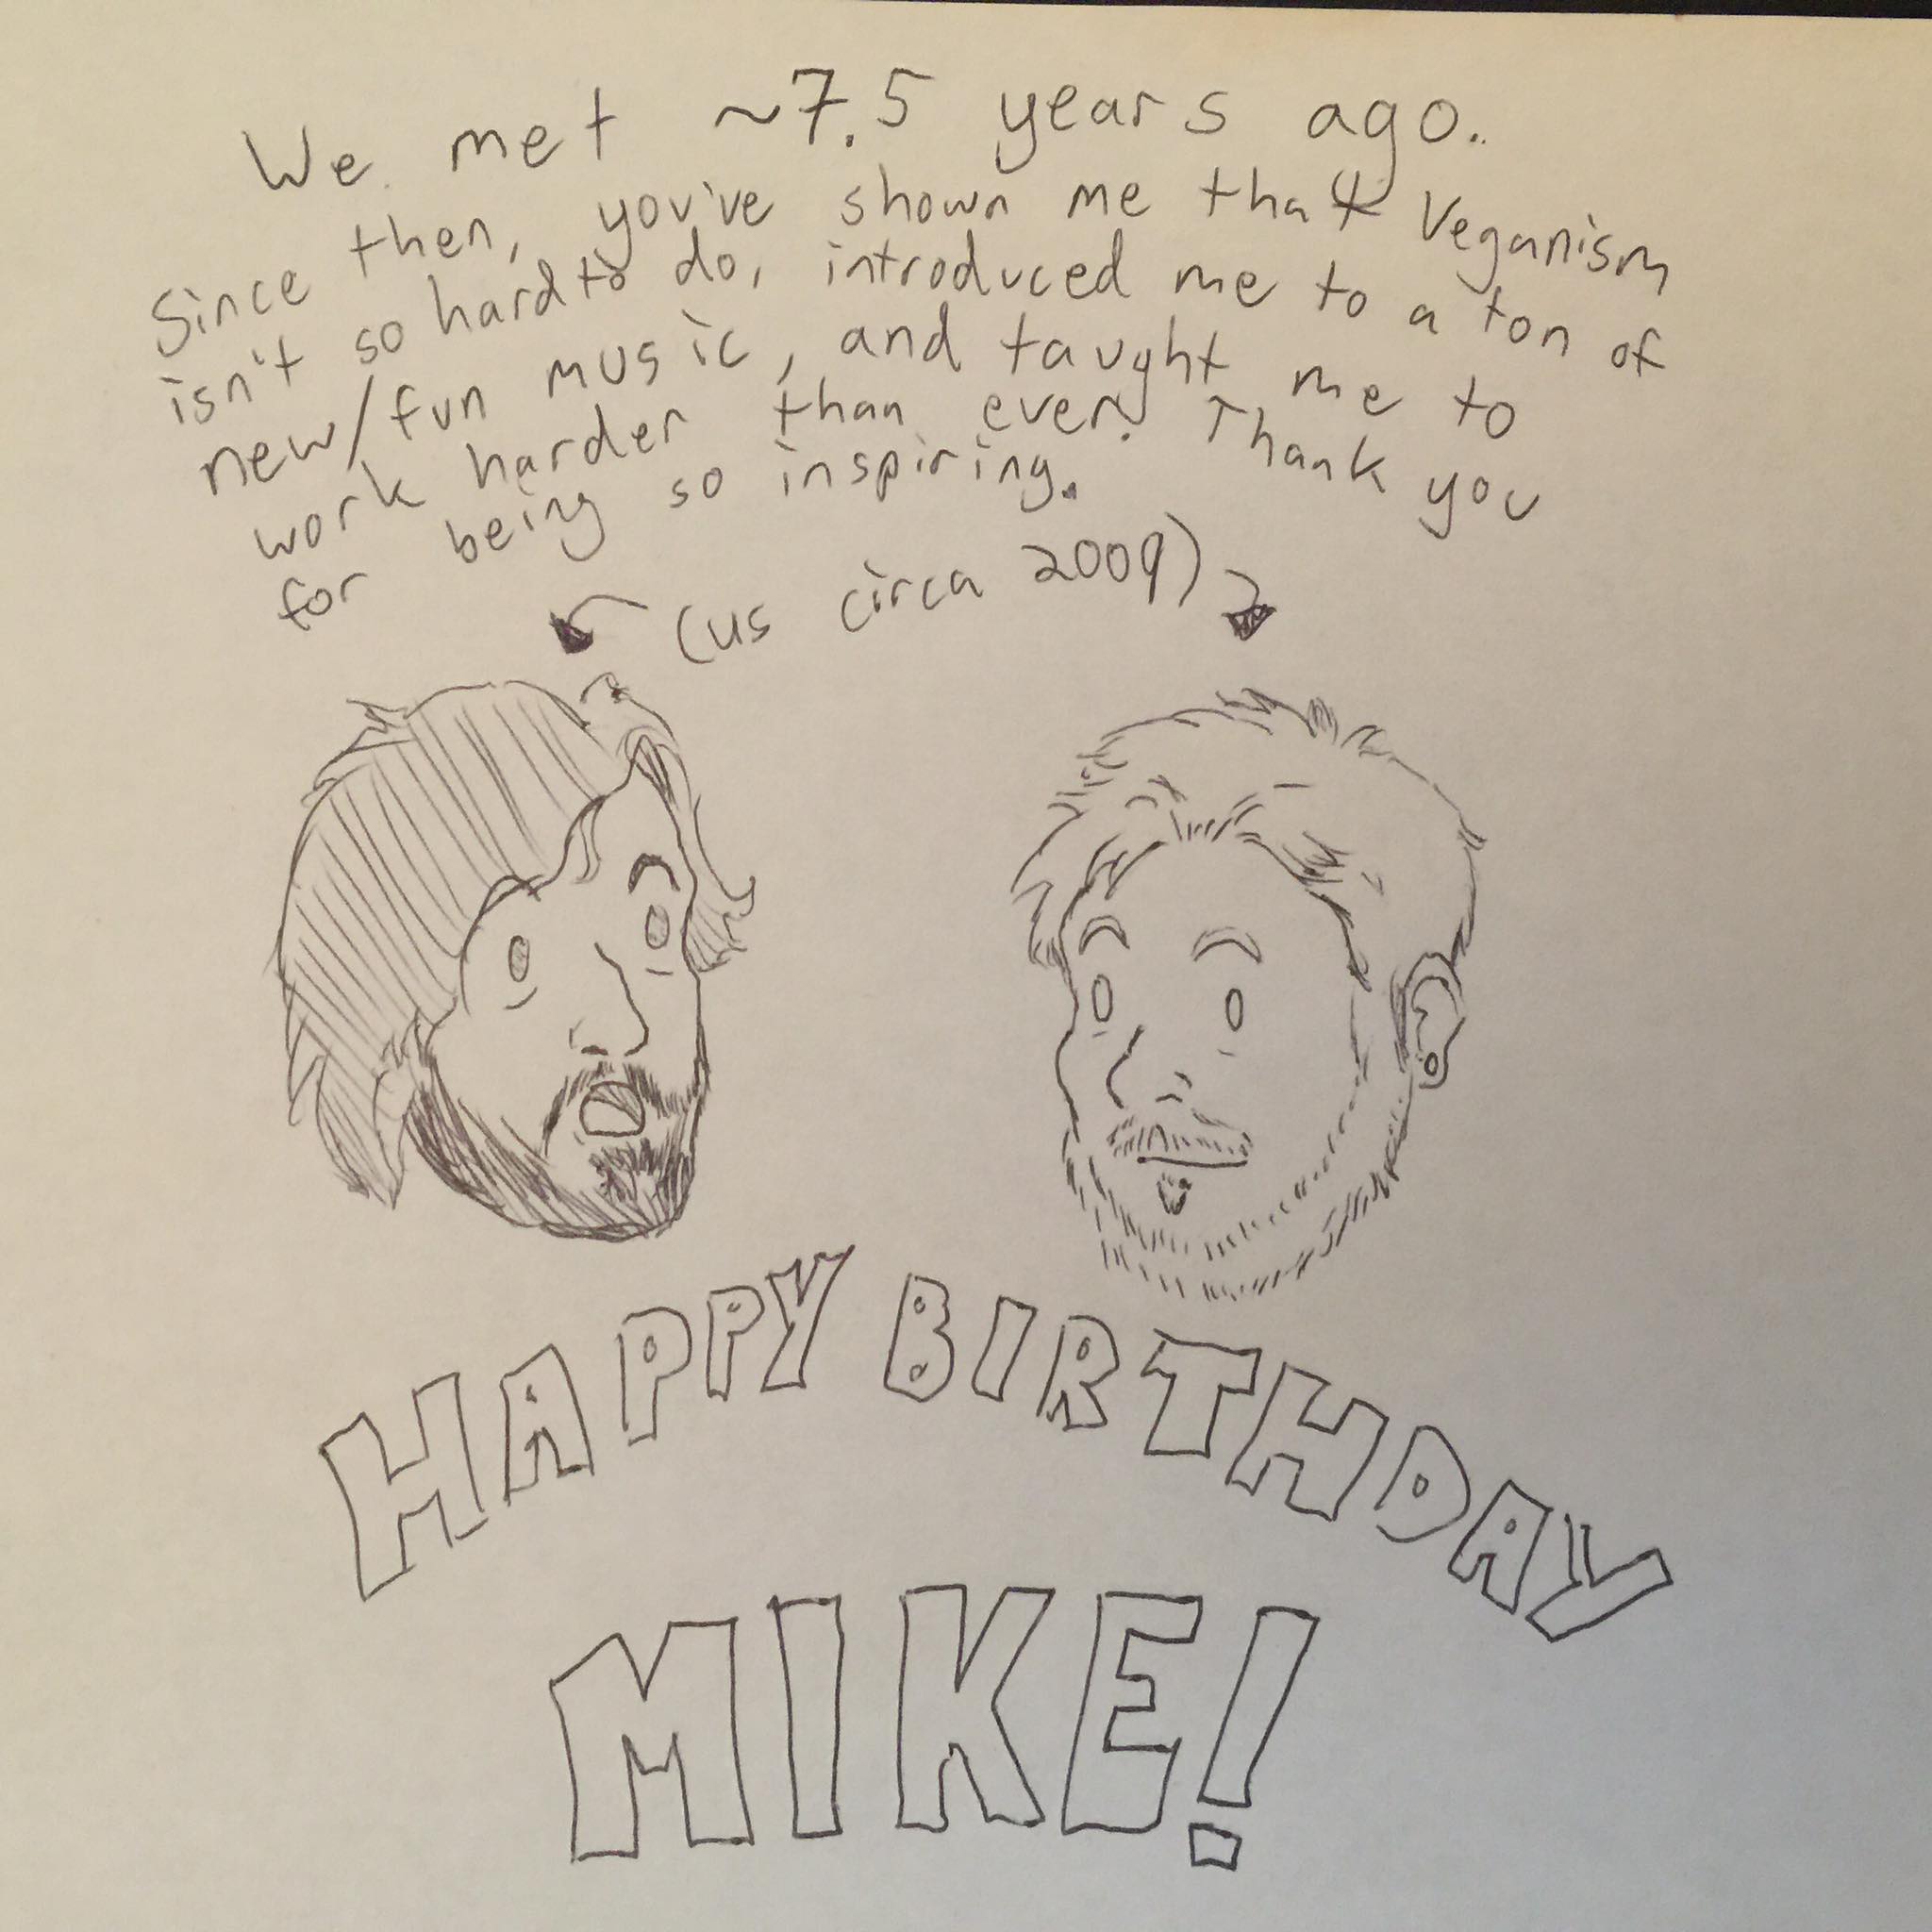 We met ~7.5 years ago.
Since then, you've shown me that Veganism
isn't so hard to do, introduced me to a ton of
new/fun music, and taught me to
work harder than ever. Thank you
for being so inspiring.
(us circa 2009)
HAPPY BIRTHDAY
MIKE!